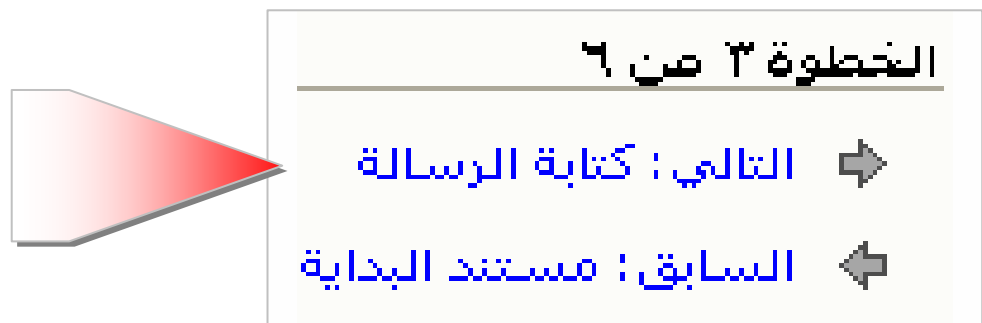 الخطوة ٣ من ٦
التالي: كتابة الرسالة
السابق: مستند البداية